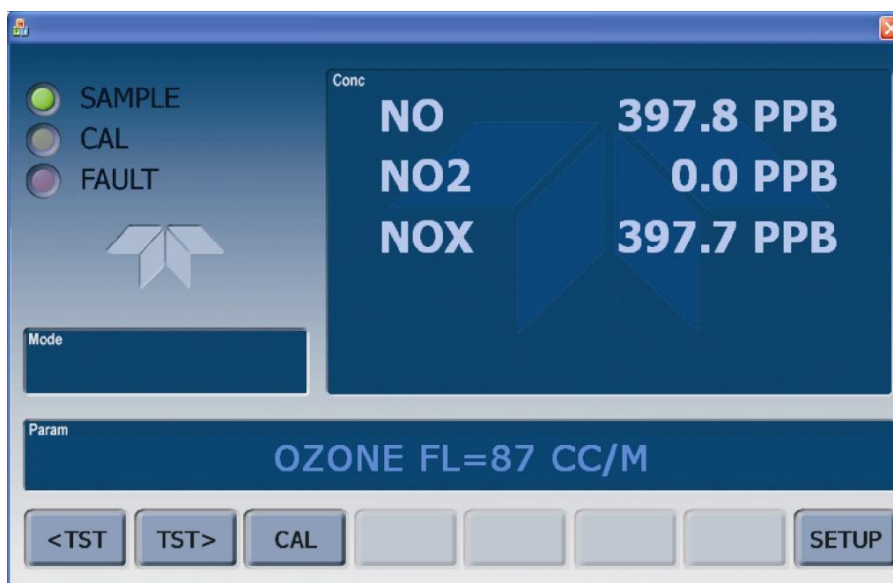 SAMPLE
CAL
FAULT
Conc
NO 397.8 PPB
NO2 0.0 PPB
NOX 397.7 PPB
Mode
Param
OZONE FL=87 CC/M
<TST TST> CAL SETUP